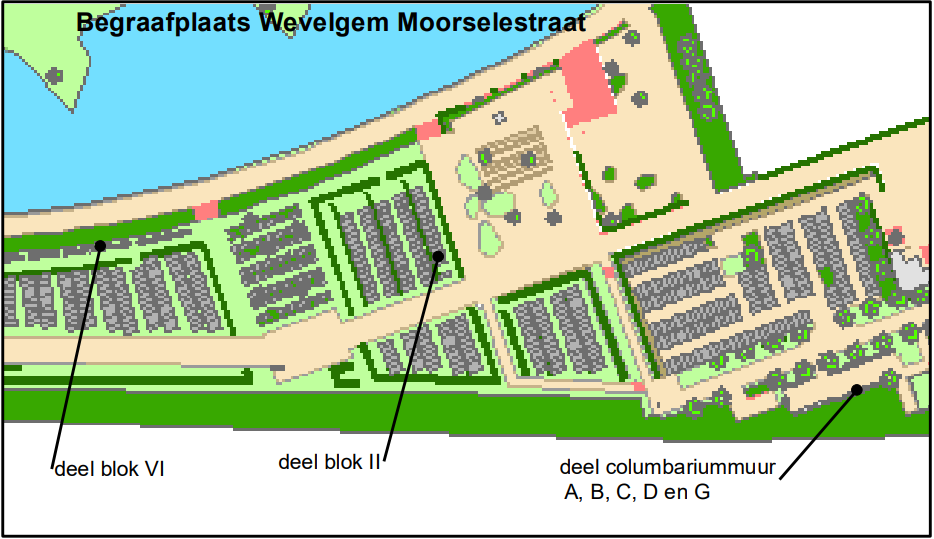 Begraafplaats Wevelgem Moorselestraat
deel blok VI
deel blok II
deel columbariummuur
A, B, C, D en G